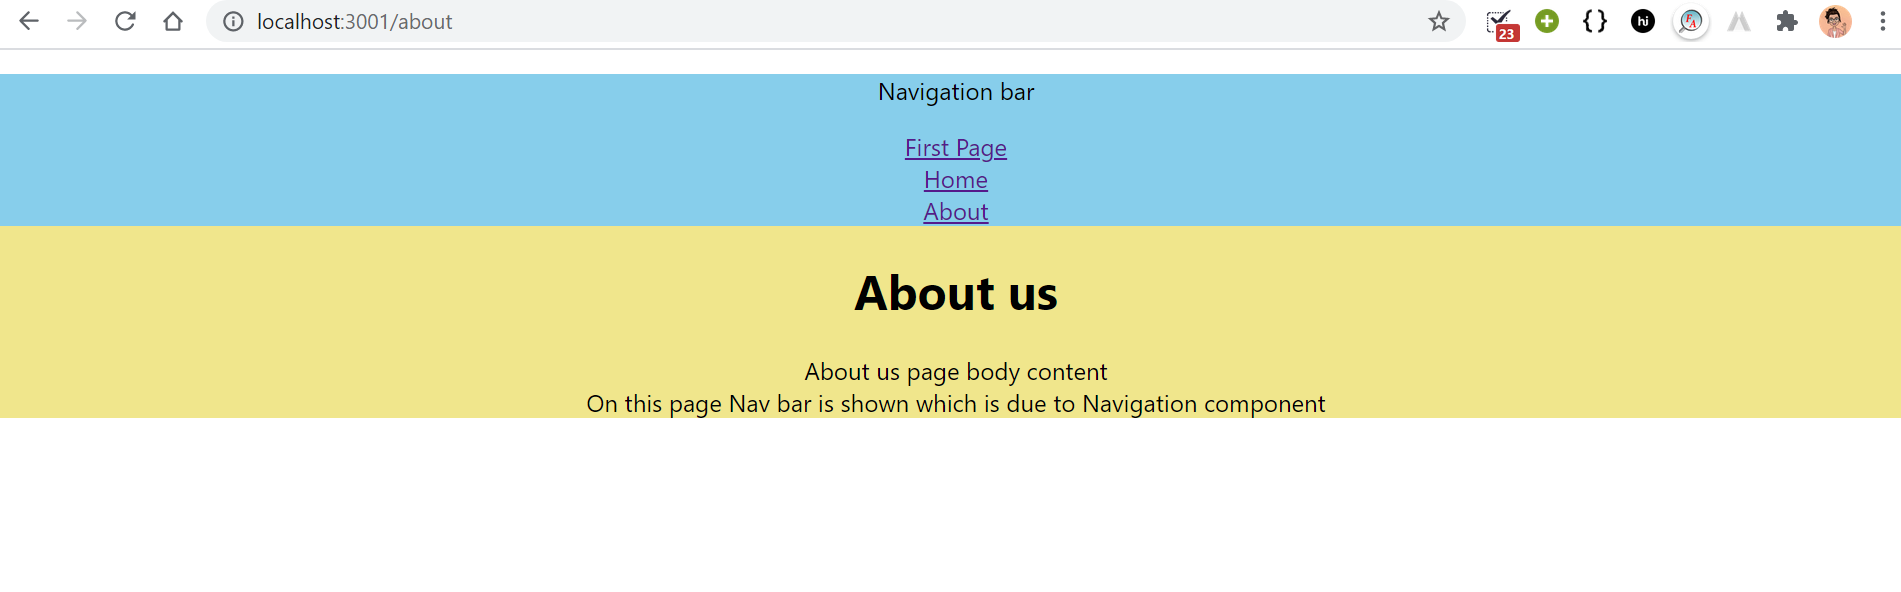 localhost:3001/about
23
hi
FA
Navigation bar
First Page
Home
About
About us
About us page body content
On this page Nav bar is shown which is due to Navigation component